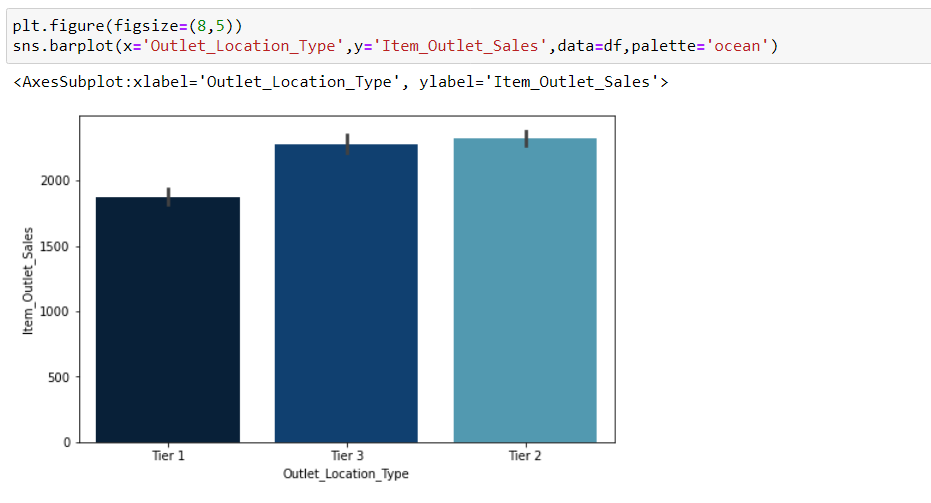 plt.figure(figsize=(8,5))
sns.barplot(x='Outlet_Location_Type',y='Item_Outlet_Sales',data=df,palette='ocean')
<AxesSubplot:xlabel='Outlet_Location_Type', ylabel='Item_Outlet_Sales'>
Item_Outlet_Sales
2000
1500
1000
500
0
Tier 1 Tier 3 Tier 2
Outlet_Location_Type